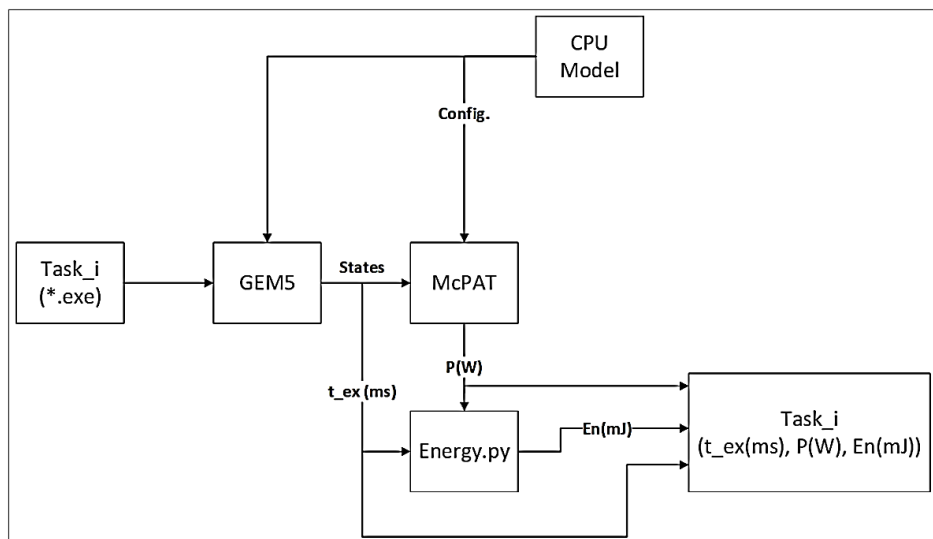 CPU
Model
Config.
Task_i
(*.exe)
GEM5
States
McPAT
P(W)
t_ex (ms)
Energy.py
En(mJ)
Task_i
(t_ex(ms), P(W), En(mJ))